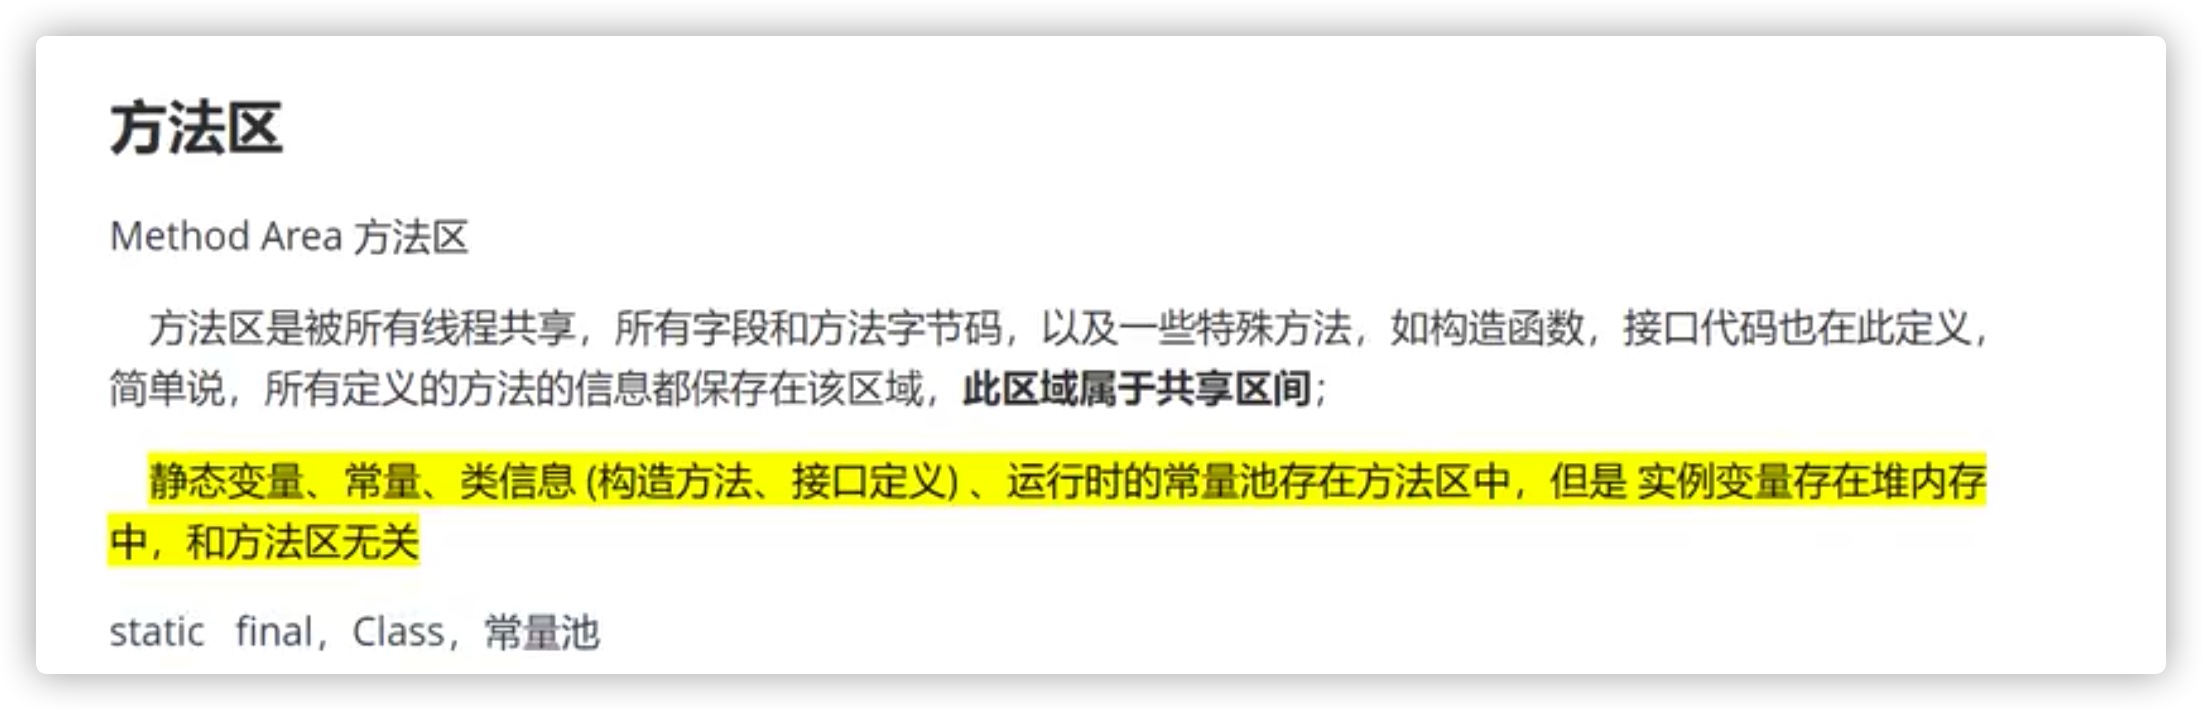 方法区
Method Area 方法区
方法区是被所有线程共享，所有字段和方法字节码，以及一些特殊方法，如构造函数，接口代码也在此定义，
简单说，所有定义的方法的信息都保存在该区域，此区域属于共享区间；
静态变量、常量、类信息 (构造方法、接口定义) 、运行时的常量池存在方法区中，但是 实例变量存在堆内存
中，和方法区无关
static final，Class，常量池